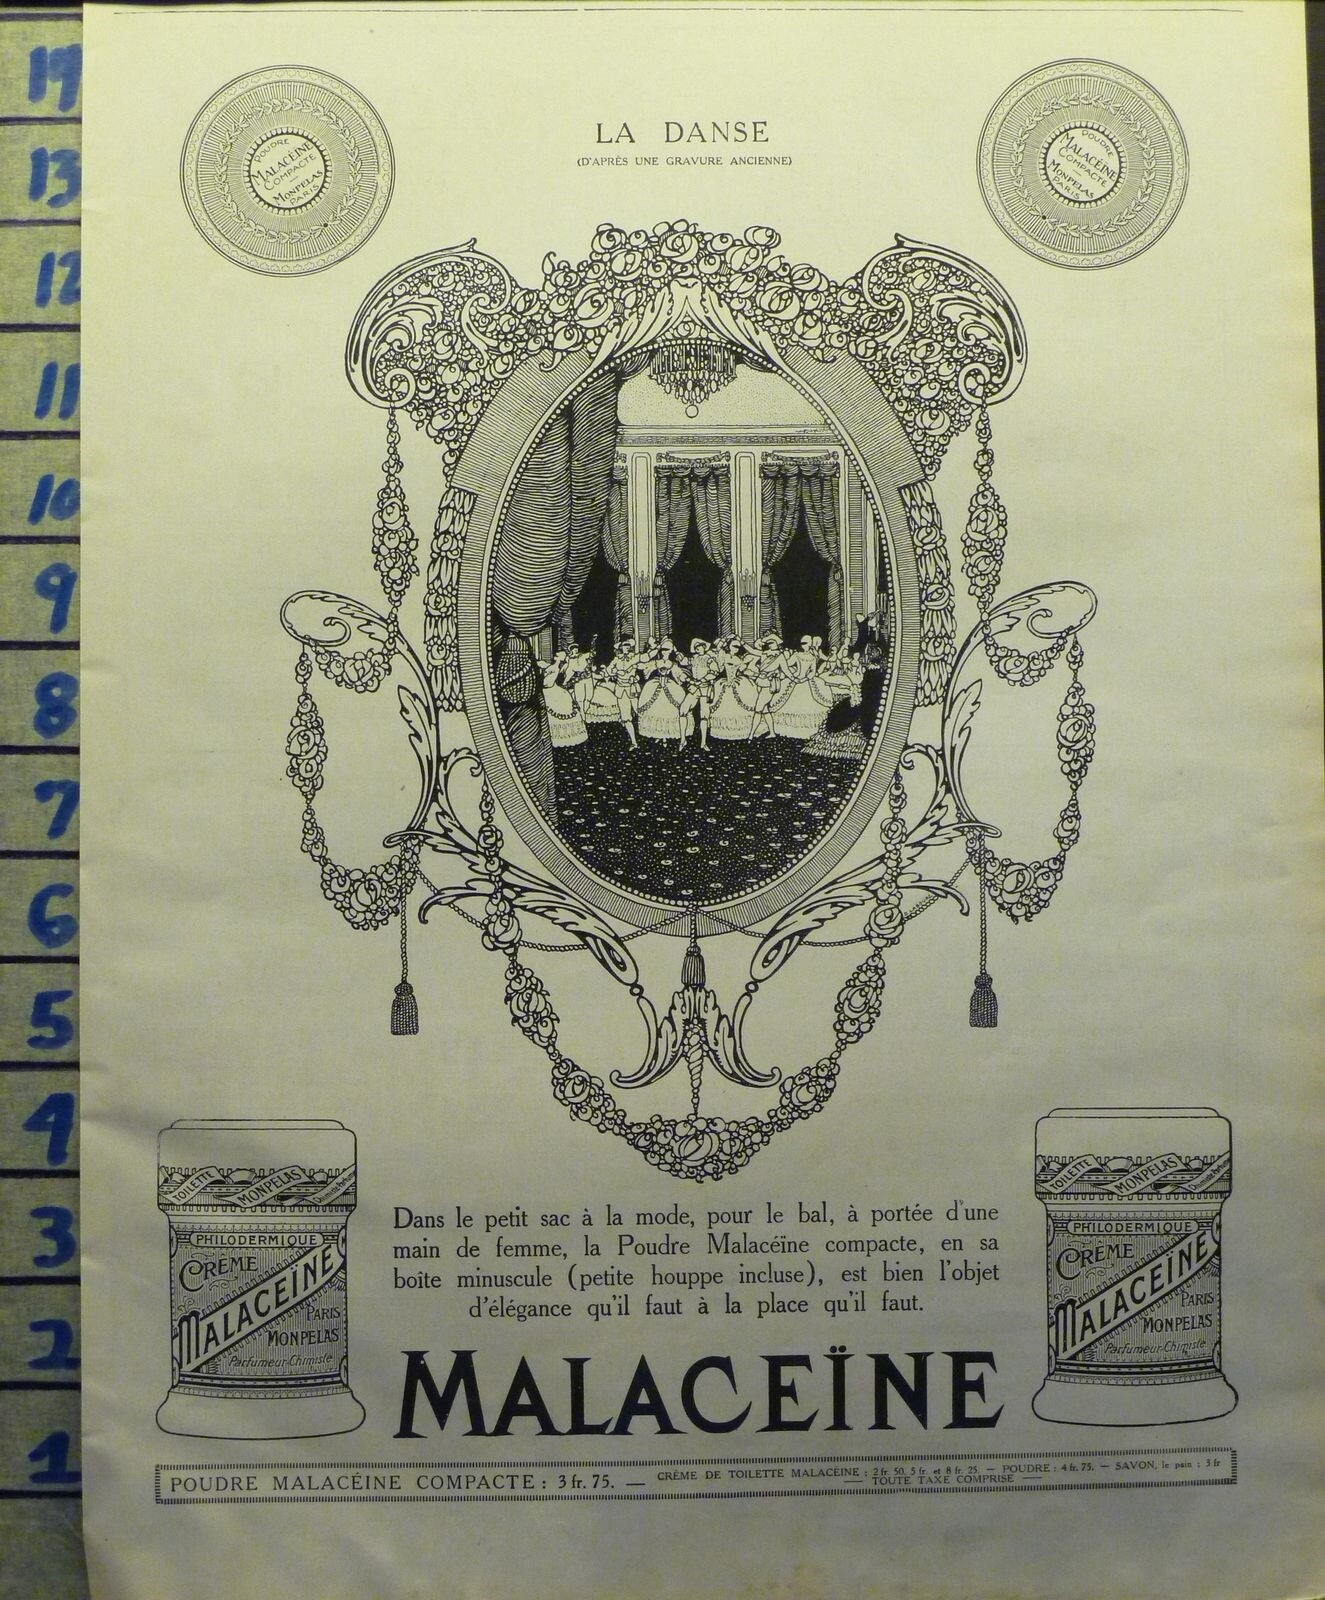 14
13
12
11
10
9
8
7
6
5
4
3
2
1
POUDRE
MALACÉINE
COMPACTE
MONPELAS
PARIS
LA DANSE
(D'APRÈS UNE GRAVURE ANCIENNE)
POUDRE
MALACÉINE
COMPACTE
MONPELAS
PARIS
TOILETTE MONPELAS
PHILODERMIQUE
CRÈME
MALACEÏNE
PARIS
MONPELAS
Parfumeur-Chimiste
TOILETTE MONPELAS
PHILODERMIQUE
CRÈME
MALACEÏNE
PARIS
MONPELAS
Parfumeur-Chimiste
Dans le petit sac à la mode, pour le bal, à portée d'une
main de femme, la Poudre Malacéïne compacte, en sa
boîte minuscule (petite houppe incluse), est bien l'objet
d'élégance qu'il faut à la place qu'il faut.
MALACEÏNE
POUDRE MALACÉINE COMPACTE : 3 fr. 75. —
CRÈME DE TOILETTE MALACEINE : 2 fr. 50, 5 fr. et 8 fr. 25. — POUDRE : 4 fr. 75. — SAVON, le pain : 3 fr
— TOUTE TAXE COMPRISE —